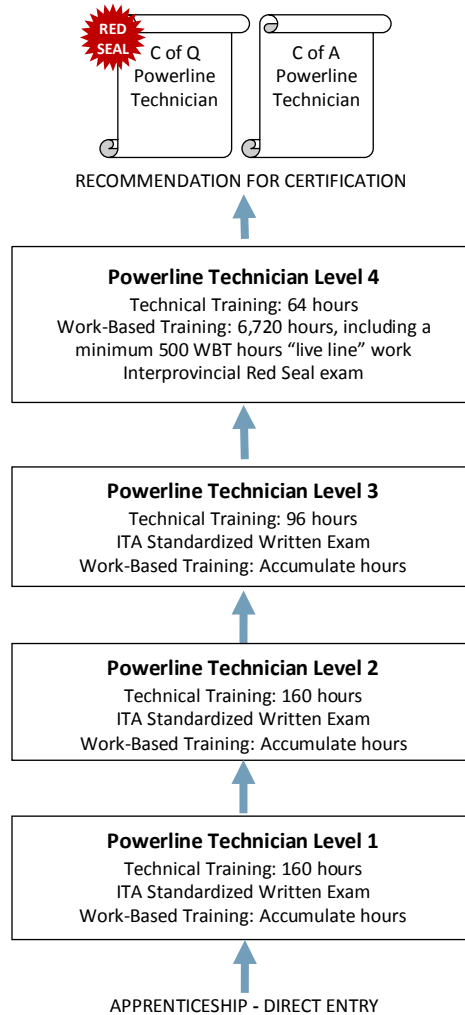 RED
SEAL
C of Q
Powerline
Technician
C of A
Powerline
Technician
RECOMMENDATION FOR CERTIFICATION
Powerline Technician Level 4
Technical Training: 64 hours
Work-Based Training: 6,720 hours, including a
minimum 500 WBT hours “live line” work
Interprovincial Red Seal exam
Powerline Technician Level 3
Technical Training: 96 hours
ITA Standardized Written Exam
Work-Based Training: Accumulate hours
Powerline Technician Level 2
Technical Training: 160 hours
ITA Standardized Written Exam
Work-Based Training: Accumulate hours
Powerline Technician Level 1
Technical Training: 160 hours
ITA Standardized Written Exam
Work-Based Training: Accumulate hours
APPRENTICESHIP - DIRECT ENTRY